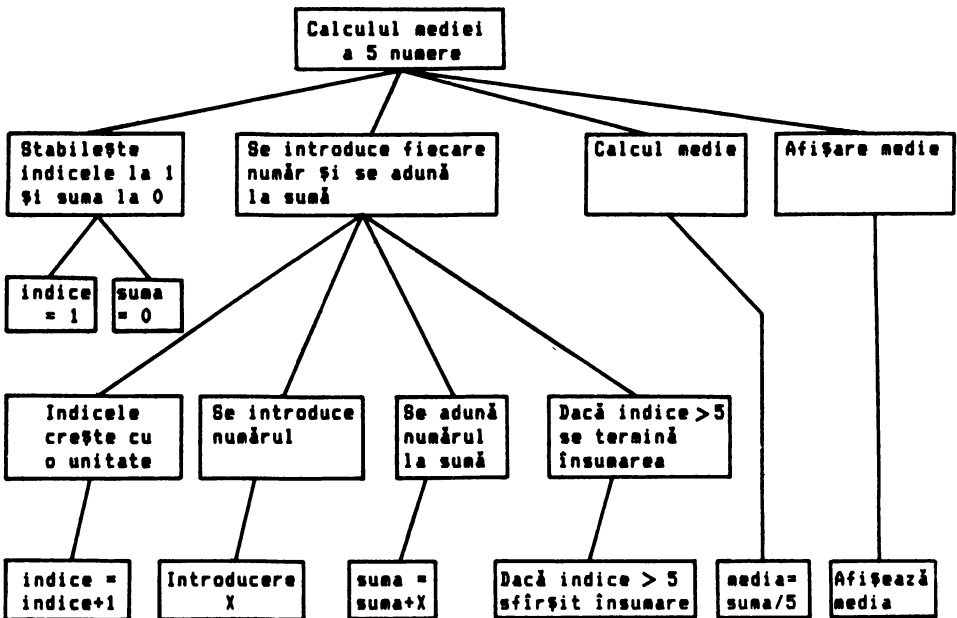 Calculul mediei
a 5 numere
Stabilește
indicele la 1
și suma la 0
Se introduce fiecare
număr și se adună
la sumă
Calcul medie
Afișare medie
indice
= 1
suma
= 0
Indicele
crește cu
o unitate
Se introduce
numărul
Se adună
numărul
la sumă
Dacă indice > 5
se termină
însumarea
indice =
indice+1
Introducere
X
suma =
suma+X
Dacă indice > 5
sfîrșit însumare
media=
suma/5
Afișează
media